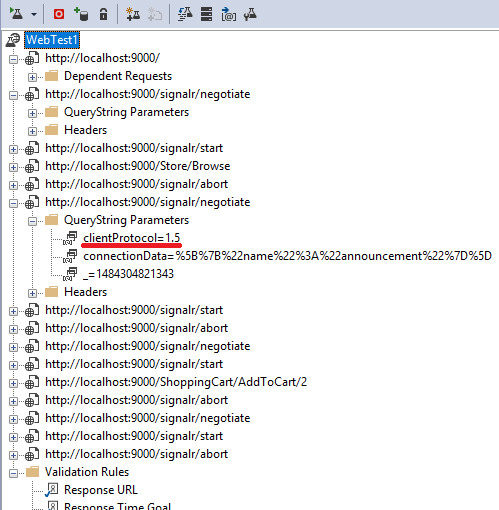 WebTest1
http://localhost:9000/
Dependent Requests
http://localhost:9000/signalr/negotiate
QueryString Parameters
Headers
http://localhost:9000/signalr/start
http://localhost:9000/Store/Browse
http://localhost:9000/signalr/abort
http://localhost:9000/signalr/negotiate
QueryString Parameters
clientProtocol=1.5
connectionData=%5B%7B%22name%22%3A%22announcement%22%7D%5D
_=1484304821343
Headers
http://localhost:9000/signalr/start
http://localhost:9000/signalr/abort
http://localhost:9000/signalr/negotiate
http://localhost:9000/signalr/start
http://localhost:9000/ShoppingCart/AddToCart/2
http://localhost:9000/signalr/abort
http://localhost:9000/signalr/negotiate
http://localhost:9000/signalr/start
http://localhost:9000/signalr/abort
Validation Rules
Response URL
Response Time Goal